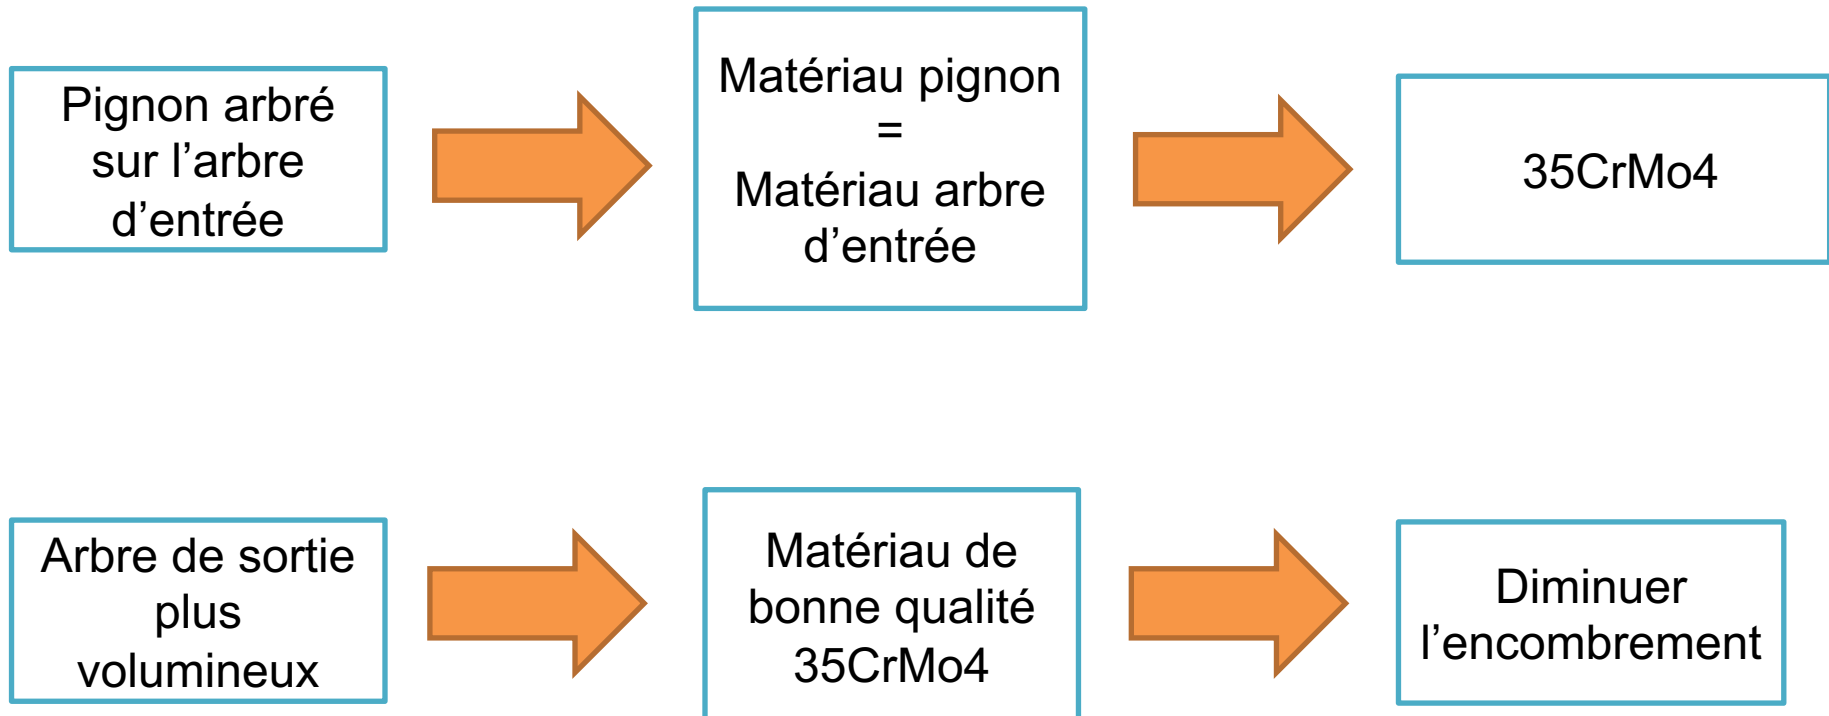 Pignon arbré
sur l’arbre
d’entrée
Matériau pignon
=
Matériau arbre
d’entrée
35CrMo4
Arbre de sortie
plus
volumineux
Matériau de
bonne qualité
35CrMo4
Diminuer
l’encombrement